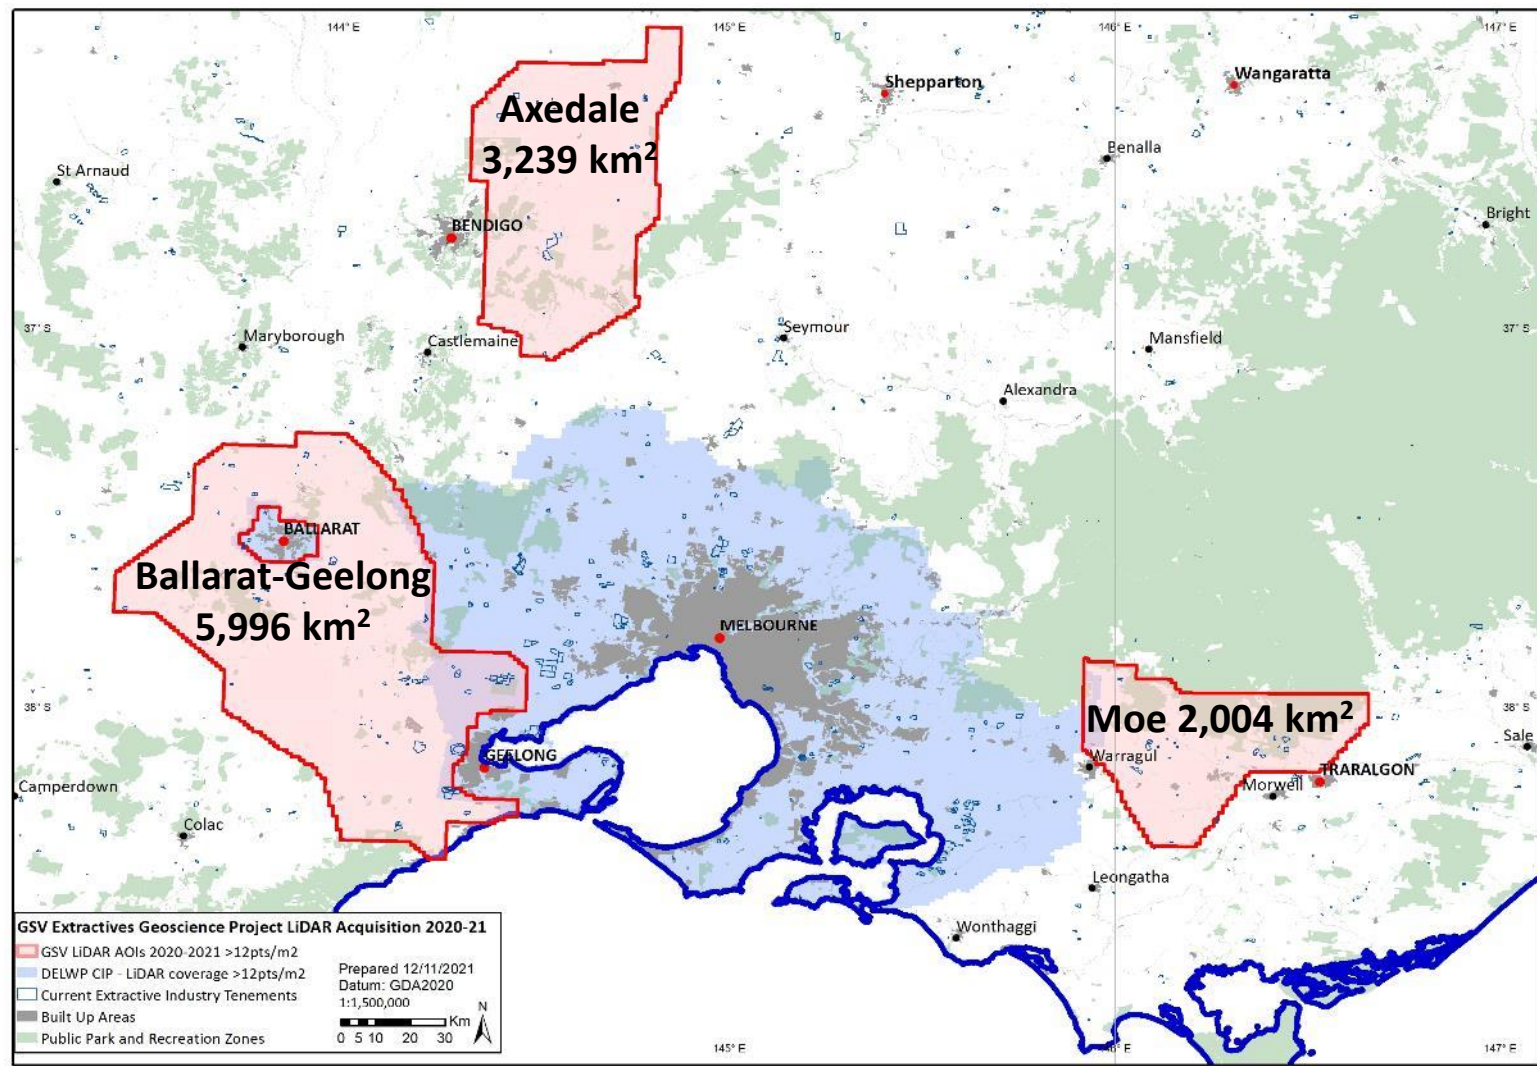 144° E
145° E
146° E
147° E
Shepparton
Wangaratta
Axedale
3,239 km²
St Arnaud
Benalla
Bright
BENDIGO
37° S
37° S
Maryborough
Castlemaine
Seymour
Mansfield
Alexandra
BALLARAT
Ballarat-Geelong
5,996 km²
MELBOURNE
38° S
Moe 2,004 km²
Sale
GEELONG
Warragul
TRARALGON
Morwell
Camperdown
Colac
Leongatha
Wonthaggi
GSV Extractives Geoscience Project LiDAR Acquisition 2020-21
GSV LiDAR AOIs 2020-2021 >12pts/m2
DELWP CIP - LiDAR coverage >12pts/m2
Current Extractive Industry Tenements
Built Up Areas
Public Park and Recreation Zones
Prepared 12/11/2021
Datum: GDA2020
1:1,500,000
Km
0 5 10 20 30
N
145° E
146° E
147° E